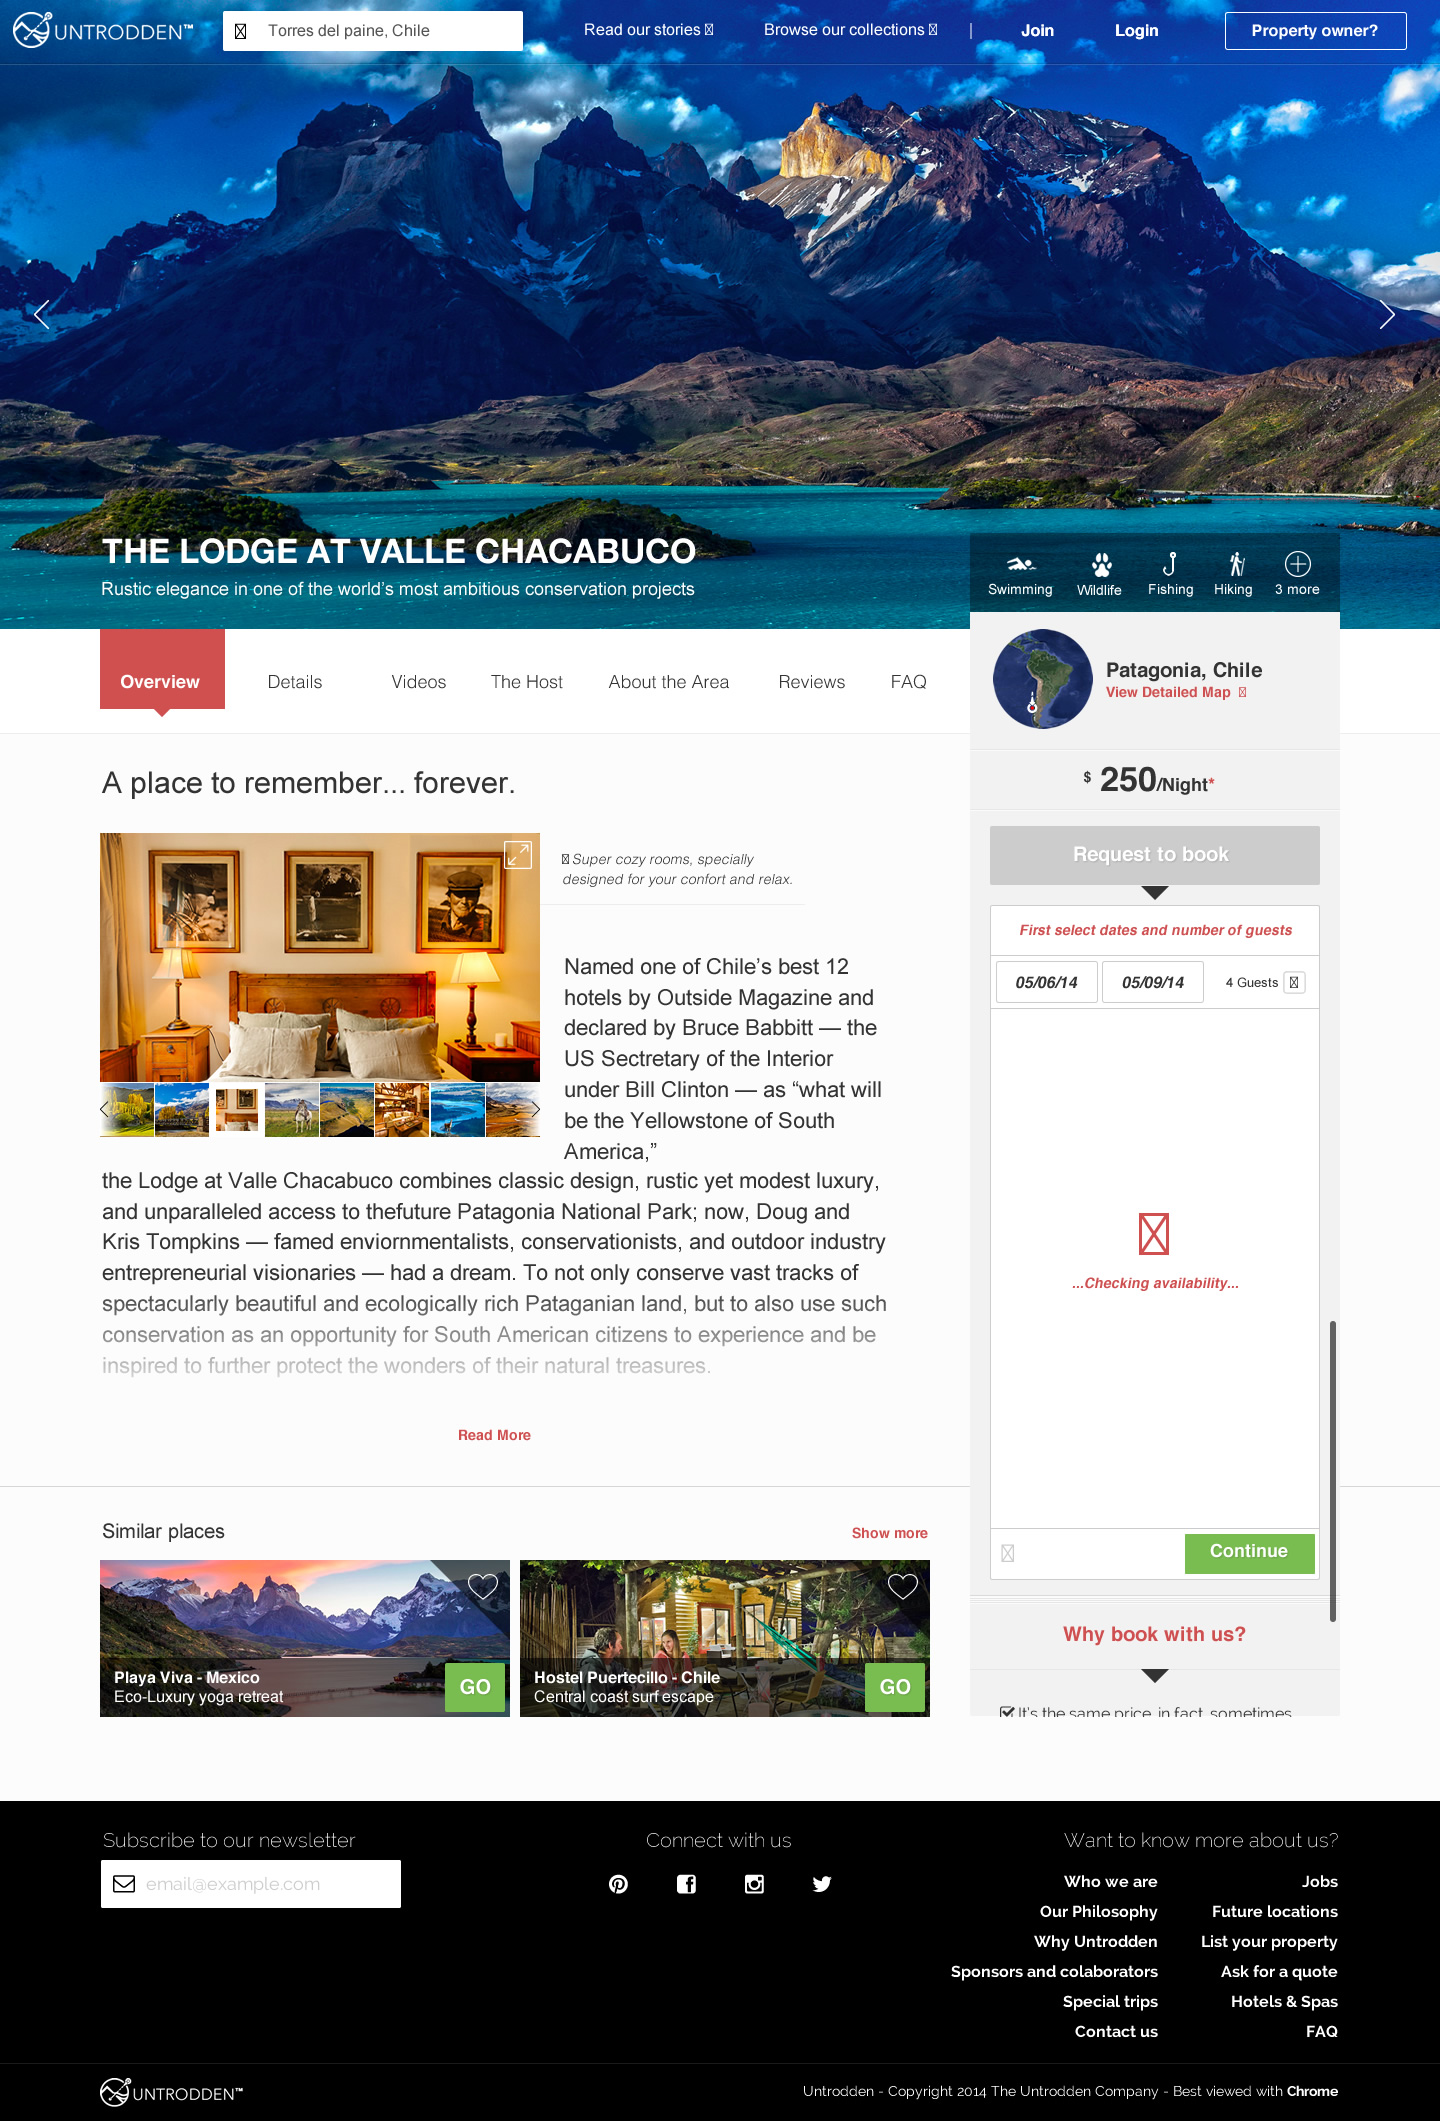 UNTRODDEN™
Torres del paine, Chile
Read our stories
Browse our collections
|
Join
Login
Property owner?
THE LODGE AT VALLE CHACABUCO
Rustic elegance in one of the world's most ambitious conservation projects
Swimming
Wildlife
Fishing
Hiking
3 more
Overview
Details
Videos
The Host
About the Area
Reviews
FAQ
Patagonia, Chile
View Detailed Map
$ 250/Night*
A place to remember... forever.
Super cozy rooms, specially
designed for your confort and relax.
Named one of Chile's best 12
hotels by Outside Magazine and
declared by Bruce Babbitt — the
US Sectretary of the Interior
under Bill Clinton — as “what will
be the Yellowstone of South
America,”
the Lodge at Valle Chacabuco combines classic design, rustic yet modest luxury,
and unparalleled access to thefuture Patagonia National Park; now, Doug and
Kris Tompkins — famed enviornmentalists, conservationists, and outdoor industry
entrepreneurial visionaries — had a dream. To not only conserve vast tracks of
spectacularly beautiful and ecologically rich Pataganian land, but to also use such
conservation as an opportunity for South American citizens to experience and be
inspired to further protect the wonders of their natural treasures.
Read More
Request to book
First select dates and number of guests
05/06/14
05/09/14
4 Guests
...Checking availability...
Continue
Why book with us?
It's the same price, in fact, sometimes
Similar places
Show more
Playa Viva - Mexico
Eco-Luxury yoga retreat
GO
Hostel Puertecillo - Chile
Central coast surf escape
GO
Subscribe to our newsletter
email@example.com
Connect with us
Want to know more about us?
Who we are
Our Philosophy
Why Untrodden
Sponsors and colaborators
Special trips
Contact us
Jobs
Future locations
List your property
Ask for a quote
Hotels & Spas
FAQ
UNTRODDEN™
Untrodden - Copyright 2014 The Untrodden Company - Best viewed with Chrome